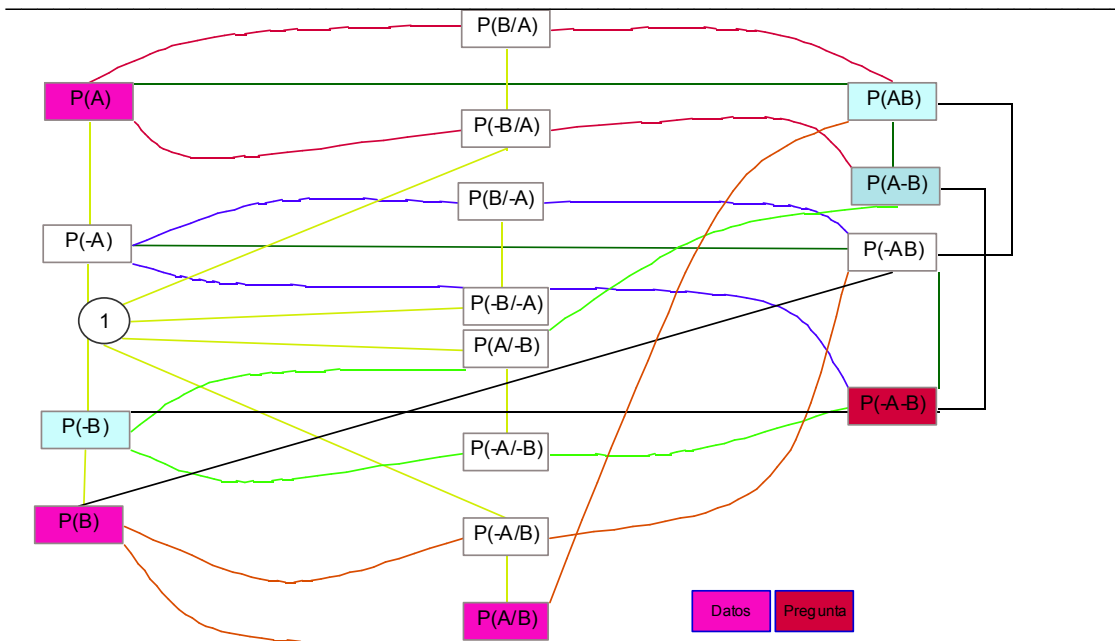 P(B/A)
P(A)
P(AB)
P(-B/A)
P(A-B)
P(B/-A)
P(-A)
P(-AB)
P(-B/-A)
1
P(A/-B)
P(-A-B)
P(-B)
P(-A/-B)
P(B)
P(-A/B)
P(A/B)
Datos
Pregunta